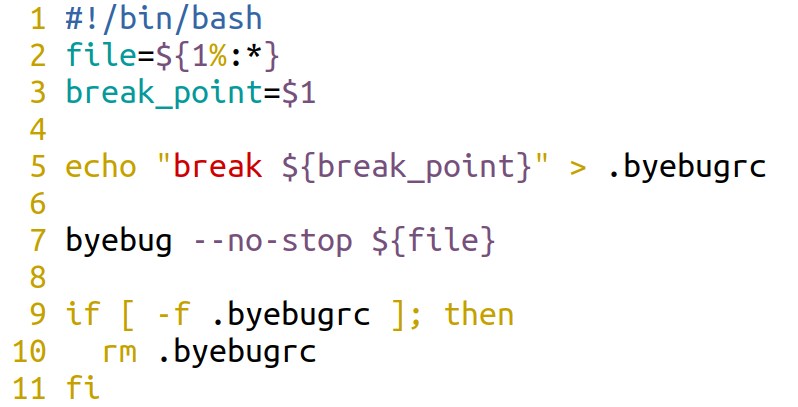 1 #!/bin/bash
2 file=${1%:*}
3 break_point=$1
4
5 echo "break ${break_point}" > .byebugrc
6
7 byebug --no-stop ${file}
8
9 if [ -f .byebugrc ]; then
10   rm .byebugrc
11 fi